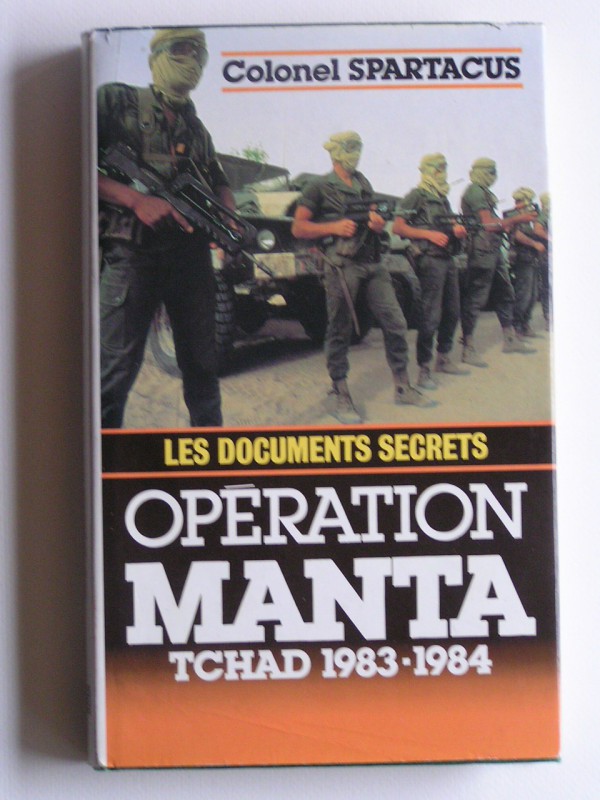 Colonel SPARTACUS
LES DOCUMENTS SECRETS
OPÉRATION
MANTA
TCHAD 1983-1984